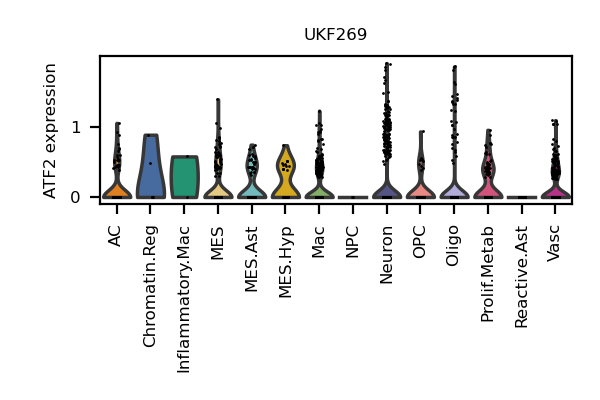 UKF269
ATF2 expression
1
0
AC
Chromatin.Reg
Inflammatory.Mac
MES
MES.Ast
MES.Hyp
Mac
NPC
Neuron
OPC
Oligo
Prolif.Metab
Reactive.Ast
Vasc